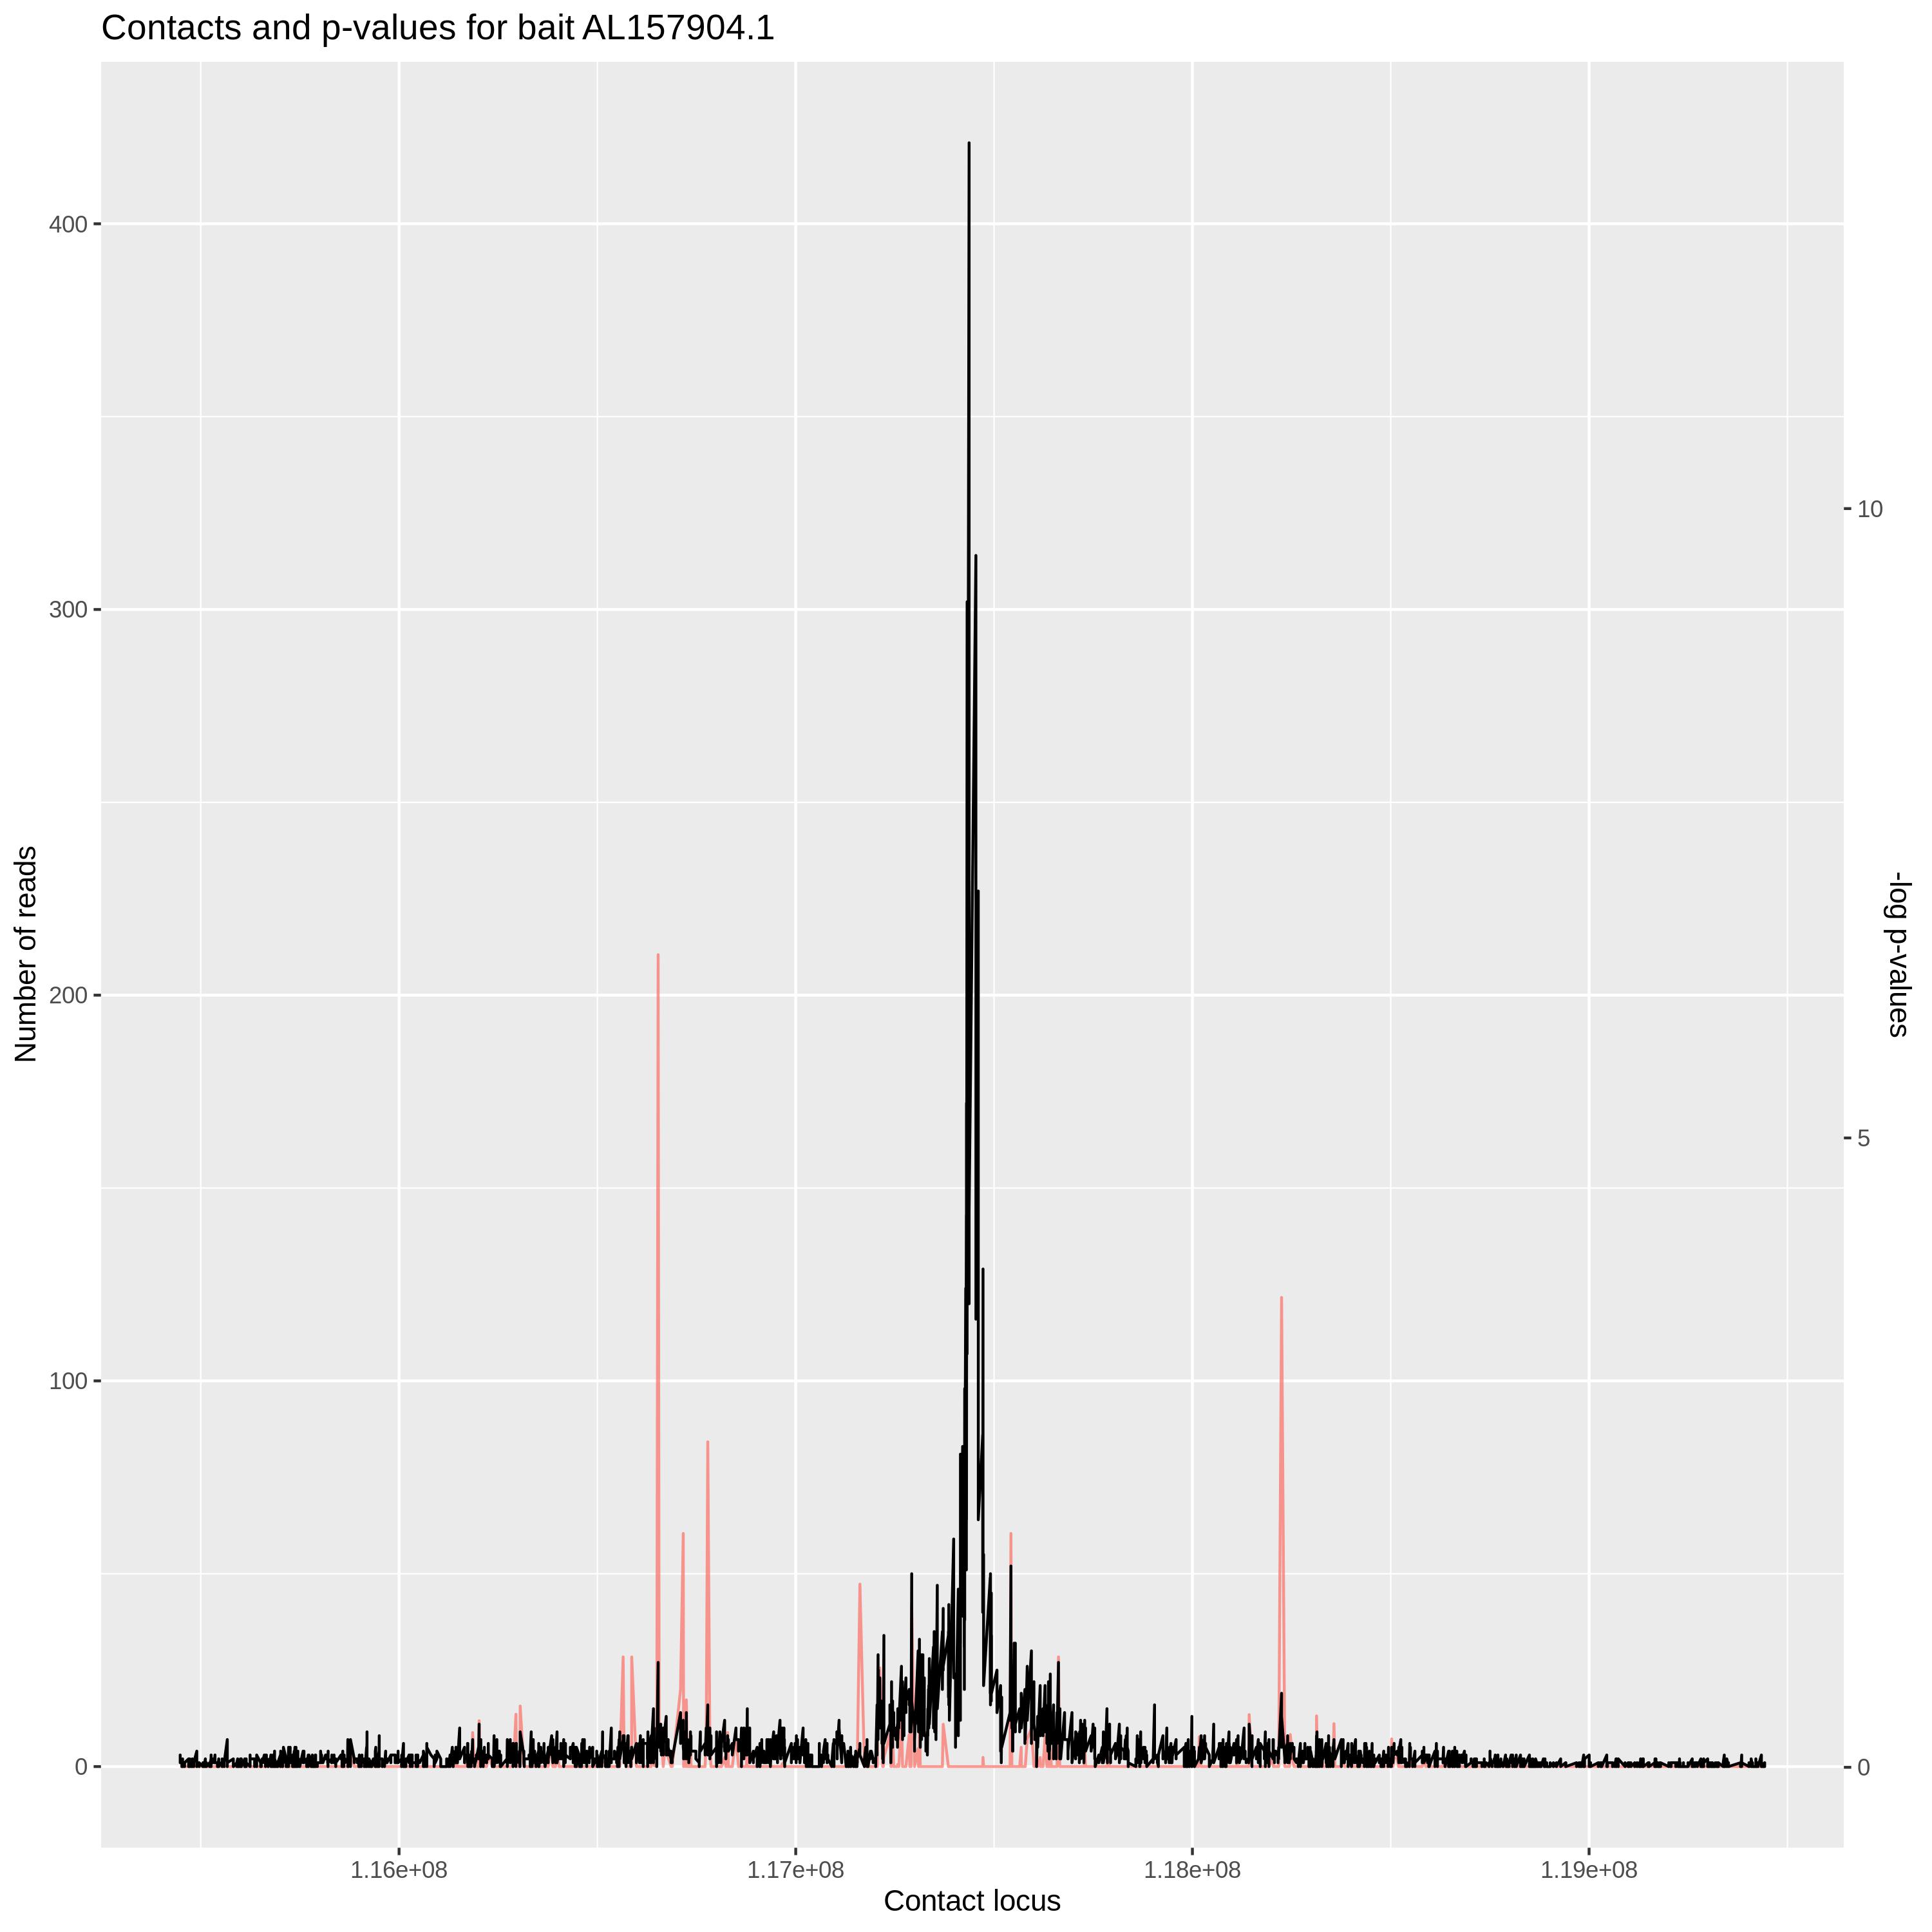 Contacts and p-values for bait AL157904.1
400
300
200
100
0
Number of reads
10
5
0
-log p-values
1.16e+08
1.17e+08
1.18e+08
1.19e+08
Contact locus